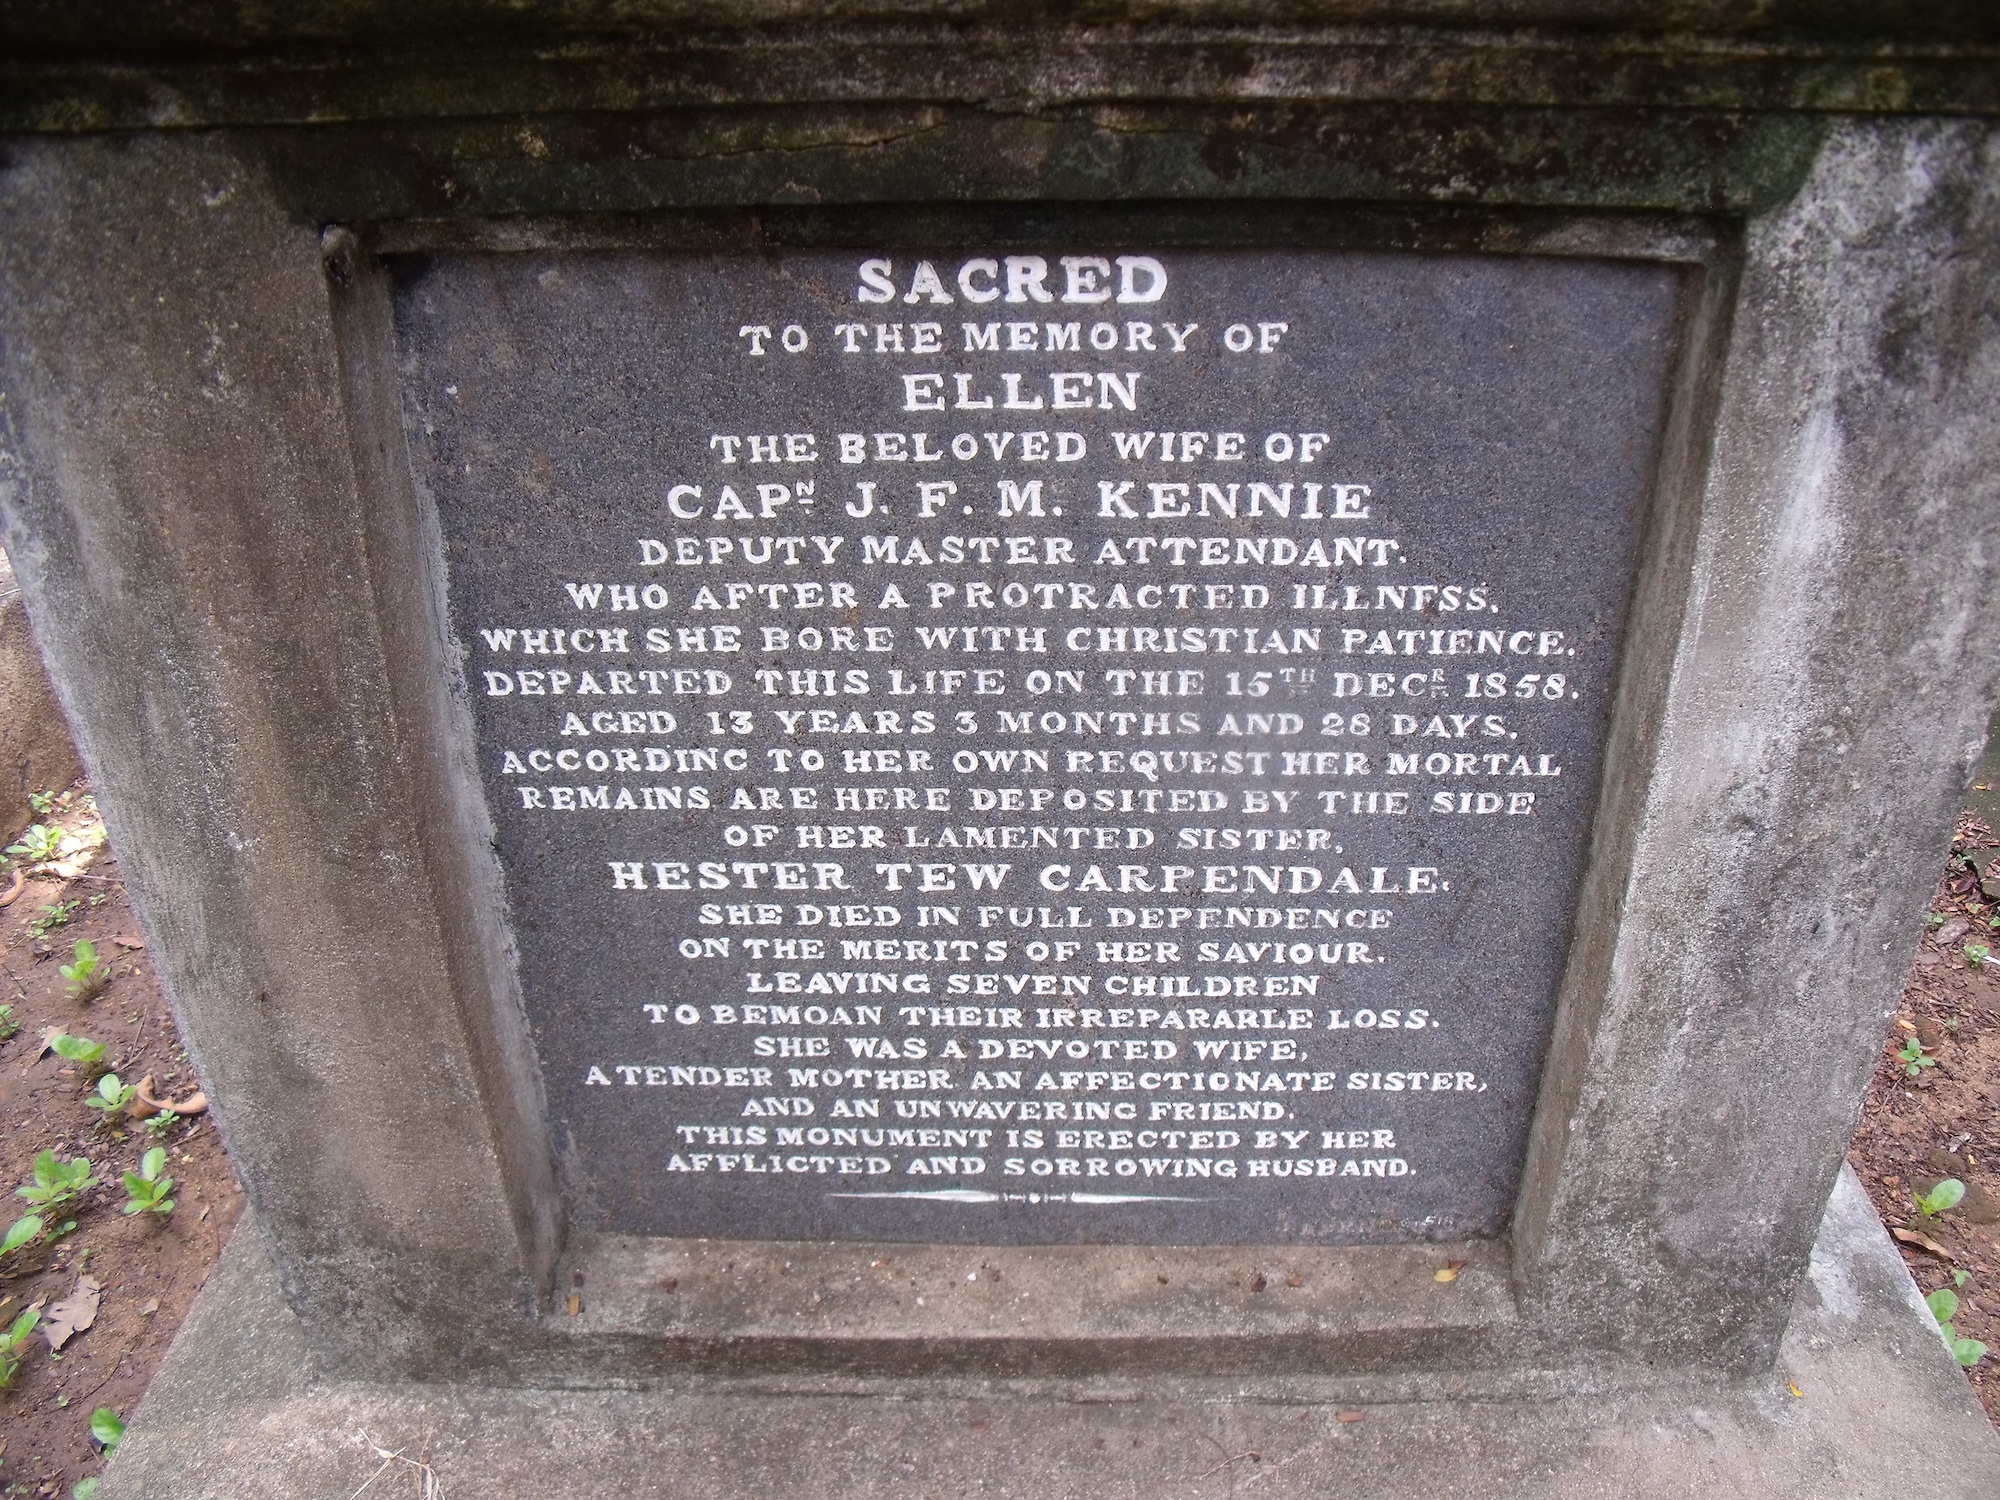 SACRED
TO THE MEMORY OF
ELLEN
THE BELOVED WIFE OF
CAPN J. F. M. KENNIE
DEPUTY MASTER ATTENDANT.
WHO AFTER A PROTRACTED ILLNESS,
WHICH SHE BORE WITH CHRISTIAN PATIENCE.
DEPARTED THIS LIFE ON THE 15TH DECR 1858.
AGED 13 YEARS 3 MONTHS AND 28 DAYS.
ACCORDINC TO HER OWN REQUEST HER MORTAL
REMAINS ARE HERE DEPOSITED BY THE SIDE
OF HER LAMENTED SISTER,
HESTER TEW CARPENDALE.
SHE DIED IN FULL DEPENDENCE
ON THE MERITS OF HER SAVIOUR.
LEAVING SEVEN CHILDREN
TO BEMOAN THEIR IRREPARARLE LOSS.
SHE WAS A DEVOTED WIFE,
A TENDER MOTHER AN AFFECTIONATE SISTER,
AND AN UNWAVERINC FRIEND.
THIS MONUMENT IS ERECTED BY HER
AFFLICTED AND SORROWING HUSBAND.